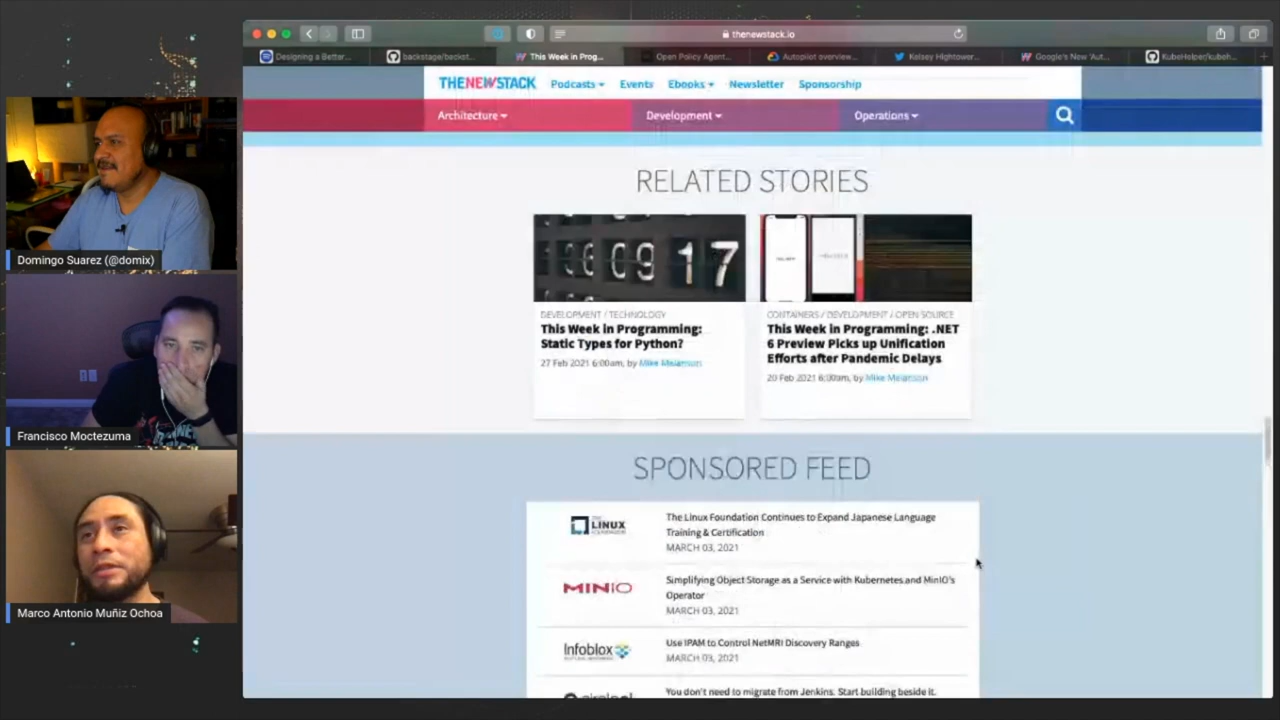 thenewstack.io
Designing a Better...
backstage/backst...
This Week in Prog...
Open Policy Agent...
Autopilot overview...
Kelsey Hightower...
Google's New 'Aut...
KubeHelper/kubeh...
THENEWSTACK
Podcasts
Events
Ebooks
Newsletter
Sponsorship
Architecture
Development
Operations
RELATED STORIES
17
DEVELOPMENT / TECHNOLOGY
This Week in Programming:
Static Types for Python?
27 Feb 2021 6:00am, by Mike Melanson
CONTAINERS / DEVELOPMENT / OPEN SOURCE
This Week in Programming: .NET
6 Preview Picks up Unification
Efforts after Pandemic Delays
20 Feb 2021 6:00am, by Mike Melanson
SPONSORED FEED
LINUX
The Linux Foundation Continues to Expand Japanese Language
Training & Certification
MARCH 03, 2021
MINIO
Simplifying Object Storage as a Service with Kubernetes and MinIO's
Operator
MARCH 03, 2021
Infoblox
Use IPAM to Control NetMRI Discovery Ranges
MARCH 03, 2021
You don't need to migrate from Jenkins. Start building beside it.
Domingo Suarez (@domix)
Francisco Moctezuma
Marco Antonio Muñiz Ochoa